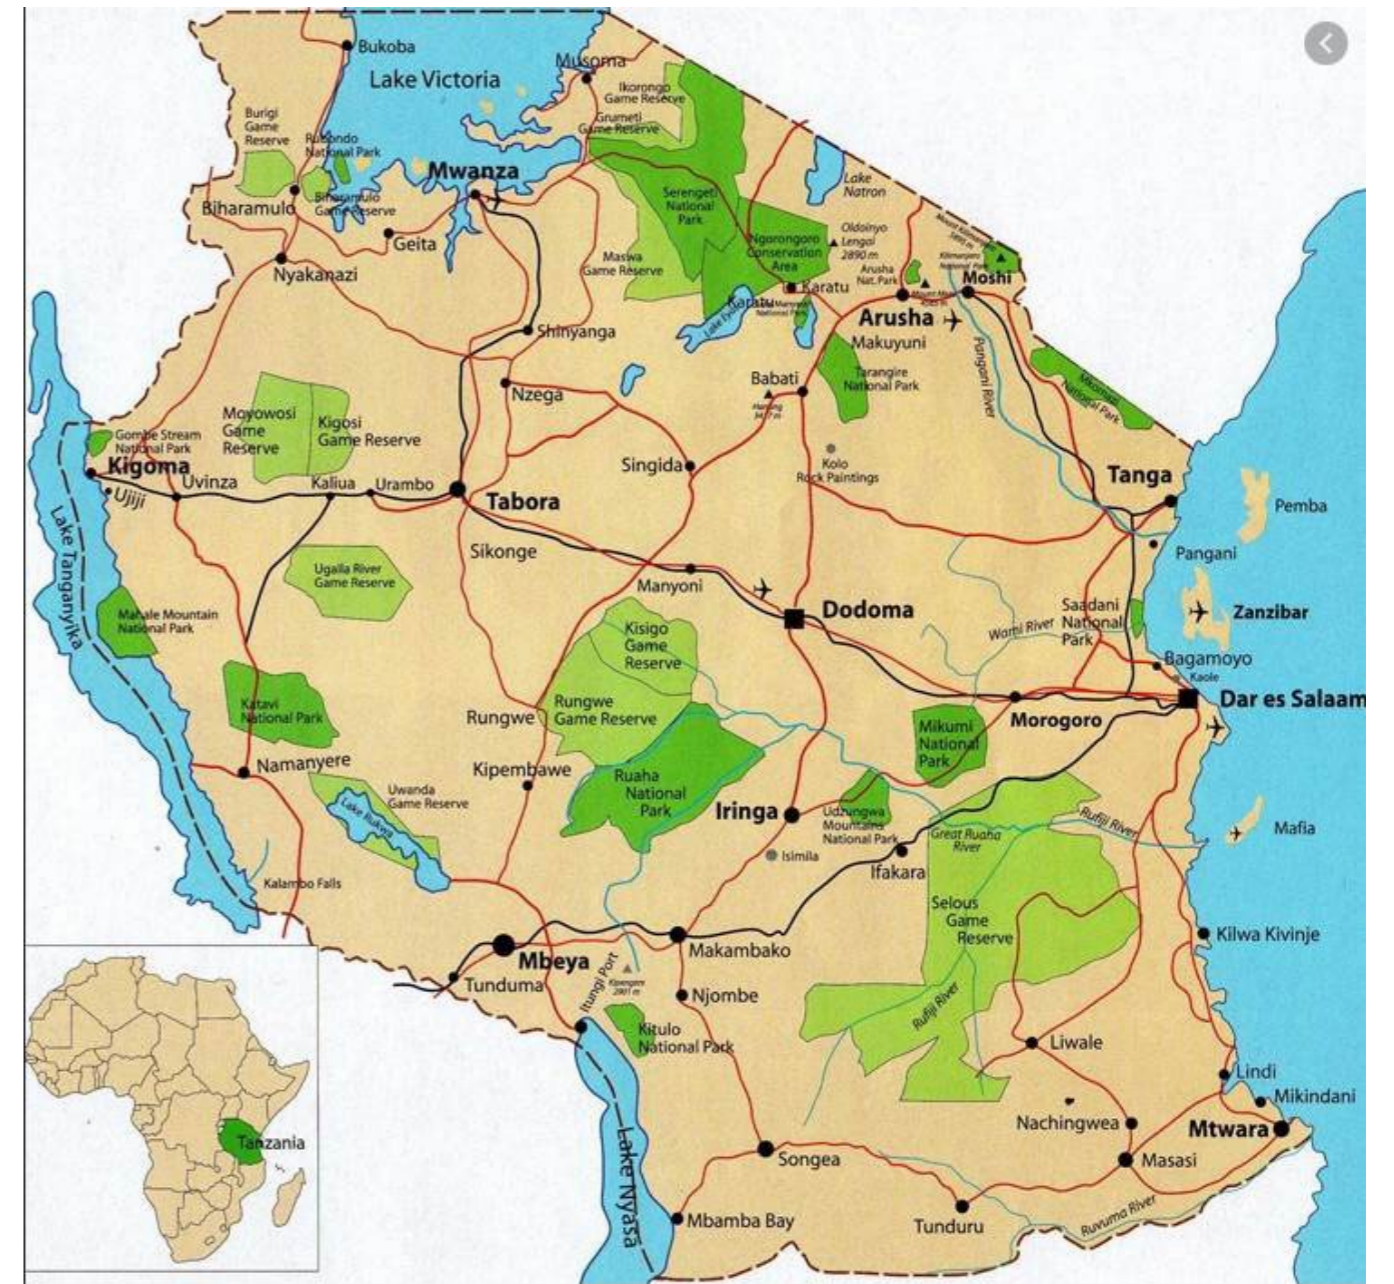 Bukoba
Lake Victoria
Musoma
Ikorongo
Game Reserve
Grumeti
Game Reserve
Burigi
Game
Reserve
Rubondo
National Park
Mwanza
Biharamulo
Biharamulo
Game Reserve
Geita
Nyakanazi
Serengeti
National
Park
Lake
Natron
Ngorongoro
Conservation
Area
Oldoinyo
Lengai
2890 m
Maswa
Game Reserve
Arusha
Nat. Park
Mount Kilimanjaro
5895 m
Kilimanjaro
National Park
Moshi
Karatu
Karatu
National Park
Arusha
Makuyuni
Shinyanga
Pangani River
Tarangire
National Park
Babati
Nzega
Mkomazi
National Park
Moyowosi
Game
Reserve
Kigosi
Game Reserve
Gombe Stream
National Park
Kigoma
Ujiji
Uvinza
Kaliua
Urambo
Tabora
Singida
Kolo
Rock Paintings
Tanga
Pemba
Pangani
Lake Tanganyika
Sikonge
Ugalla River
Game Reserve
Manyoni
Dodoma
Saadani
National
Park
Wami River
Zanzibar
Mahale Mountain
National Park
Kisigo
Game
Reserve
Bagamoyo
Kaole
Dar es Salaam
Katavi
National Park
Rungwe
Rungwe
Game Reserve
Morogoro
Mikumi
National
Park
Namanyere
Kipembawe
Ruaha
National
Park
Uwanda
Game Reserve
Lake Rukwa
Iringa
Udzungwa
Mountains
National Park
Great Ruaha
River
Rufiji River
Mafia
Isimila
Ifakara
Kalambo Falls
Selous
Game
Reserve
Kilwa Kivinje
Makambako
Mbeya
Tunduma
Itungi Port
Njombe
Rufiji River
Kitulo
National Park
Liwale
Lindi
Mikindani
Nachingwea
Mtwara
Masasi
Songea
Lake Nyasa
Mbamba Bay
Tunduru
Ruvuma River
Tanzania